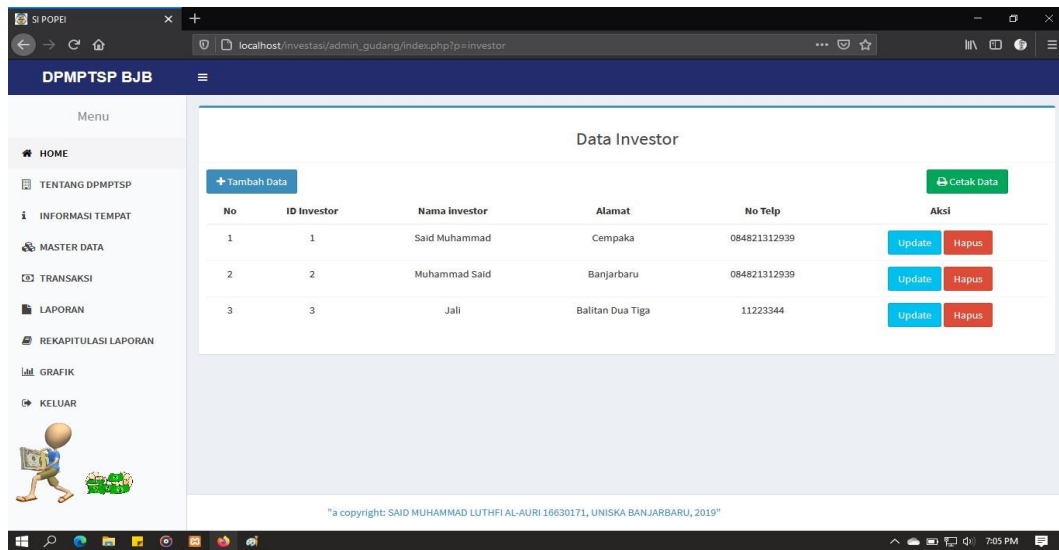 SI POPEI
localhost/investasi/admin_gudang/index.php?p=investor
DPMPTSP BJB
Menu
HOME
TENTANG DPMPTSP
INFORMASI TEMPAT
MASTER DATA
TRANSAKSI
LAPORAN
REKAPITULASI LAPORAN
GRAFIK
KELUAR
Data Investor
Tambah Data
Cetak Data
No ID Investor Nama investor Alamat No Telp Aksi
1 1 Said Muhammad Cempaka 084821312939 Update Hapus
2 2 Muhammad Said Banjarbaru 084821312939 Update Hapus
3 3 Jali Balitan Dua Tiga 11223344 Update Hapus
"a copyright: SAID MUHAMMAD LUTHFI AL-AURI 16630171, UNISKA BANJARBARU, 2019"
7:05 PM